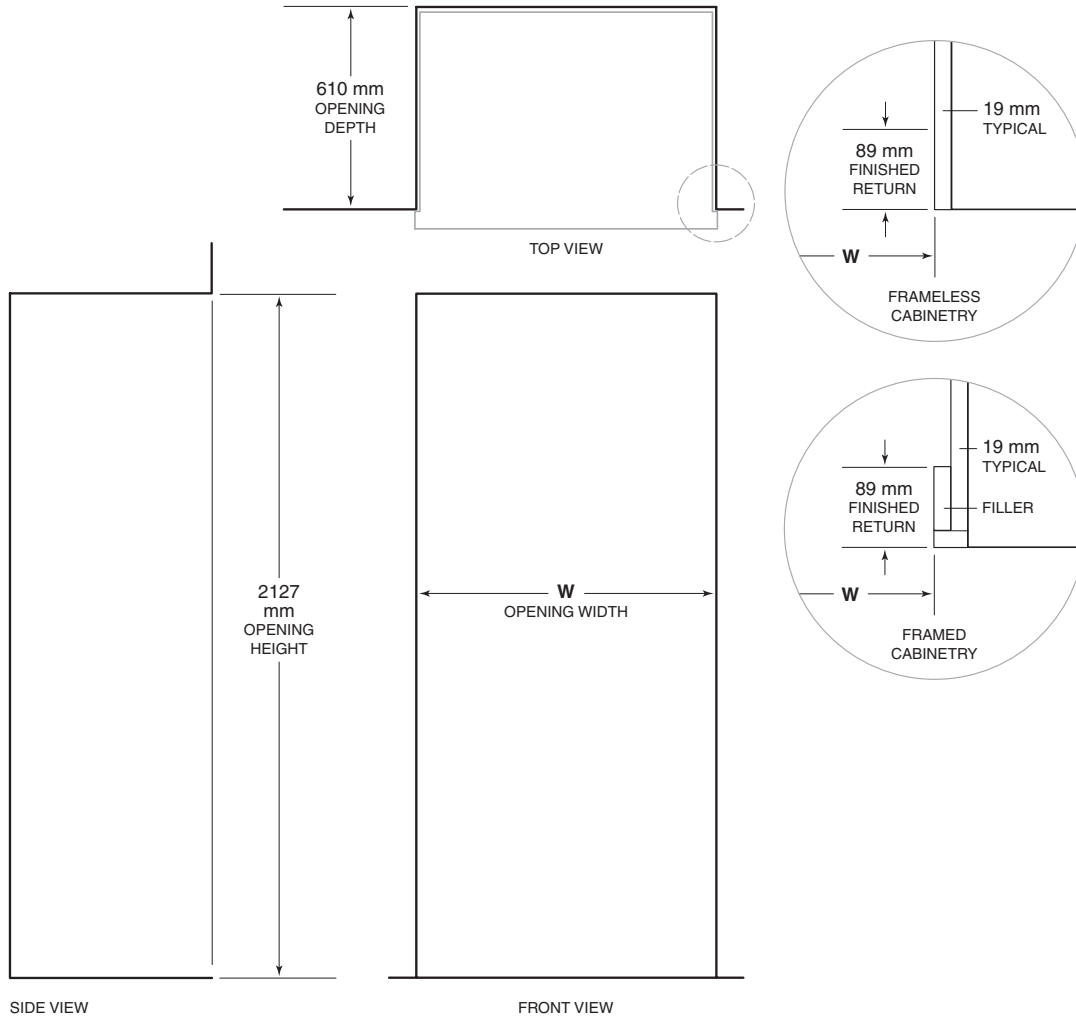 610 mm
OPENING
DEPTH
TOP VIEW
19 mm
TYPICAL
89 mm
FINISHED
RETURN
W
FRAMELESS
CABINETRY
19 mm
TYPICAL
89 mm
FINISHED
RETURN
FILLER
W
FRAMED
CABINETRY
2127
mm
OPENING
HEIGHT
W
OPENING WIDTH
SIDE VIEW
FRONT VIEW